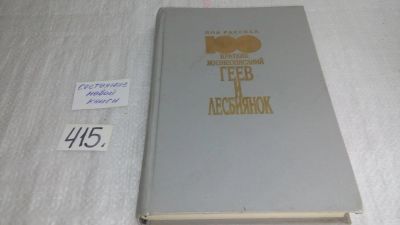 ПОЛ РАССЕЛ
100
КРАТКИХ
ЖИЗНЕОПИСАНИЙ
ГЕЕВ
И
ЛЕСБИЯНОК
СОСТОЯНИЕ
НОВОЙ
КНИГИ
415.